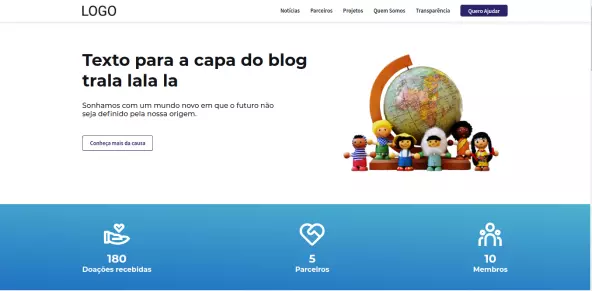 LOGO
Notícias Parceiros Projetos Quem Somos Transparência Quero Ajudar
Texto para a capa do blog
trala lala la
Sonhamos com um mundo novo em que o futuro não
seja definido pela nossa origem.
Conheça mais da causa
180 5 10
Doações recebidas Parceiros Membros